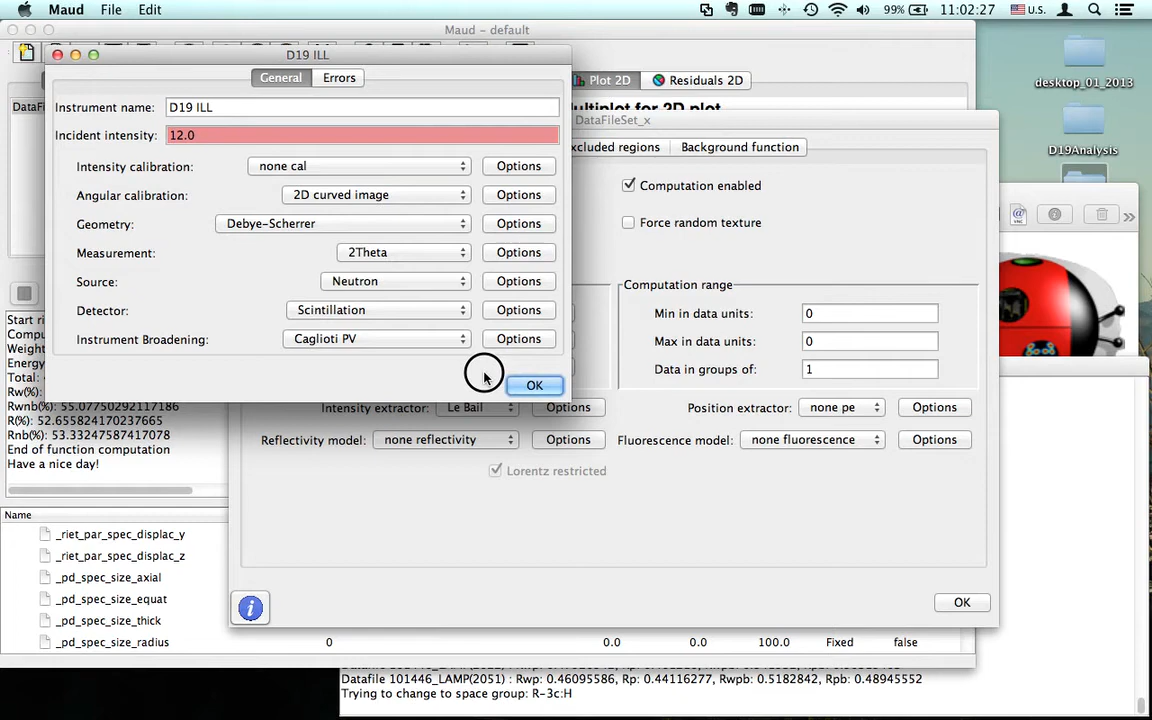 Maud File Edit 99% 11:02:27 U.S.
Maud - default
D19 ILL
General Errors
Plot 2D Residuals 2D
desktop_01_2013
Instrument name: D19 ILL
DataFileSet_x
Incident intensity: 12.0
xcluded regions Background function
D19Analysis
Intensity calibration: none cal Options
Computation enabled
Angular calibration: 2D curved image Options
Geometry: Debye-Scherrer Options
Force random texture
Measurement: 2Theta Options
Source: Neutron Options
Computation range
Detector: Scintillation Options
Min in data units: 0
Instrument Broadening: Caglioti PV Options
Max in data units: 0
Data in groups of: 1
OK
Rwnb(%): 55.07750292117186
Intensity extractor: Le Bail Options
Position extractor: none pe Options
R(%): 52.655824170237665
Rnb(%): 53.33247587417078
Reflectivity model: none reflectivity Options
Fluorescence model: none fluorescence Options
End of function computation
Have a nice day!
Lorentz restricted
Name
_riet_par_spec_displac_y
_riet_par_spec_displac_z
_pd_spec_size_axial
_pd_spec_size_equat
OK
_pd_spec_size_thick
_pd_spec_size_radius 0 0.0 0.0 100.0 Fixed false
Datafile 101446_LAMP(2051) : Rwp: 0.46095586, Rp: 0.44116277, Rwpb: 0.5182842, Rpb: 0.48945552
Trying to change to space group: R-3c:H